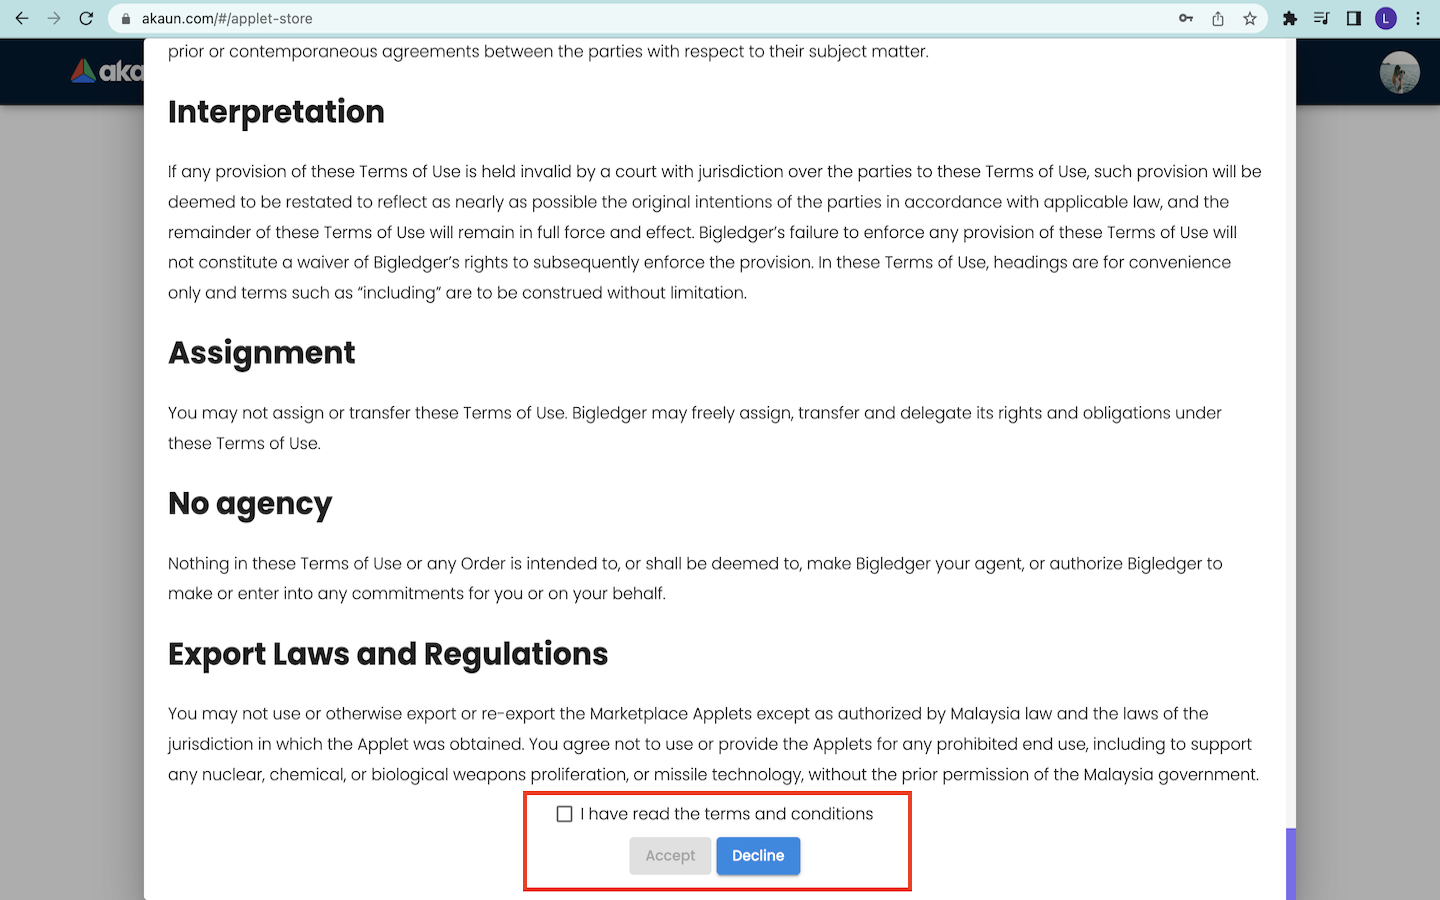 akaun.com/#/applet-store
L
aka
prior or contemporaneous agreements between the parties with respect to their subject matter.
Interpretation
If any provision of these Terms of Use is held invalid by a court with jurisdiction over the parties to these Terms of Use, such provision will be
deemed to be restated to reflect as nearly as possible the original intentions of the parties in accordance with applicable law, and the
remainder of these Terms of Use will remain in full force and effect. Bigledger’s failure to enforce any provision of these Terms of Use will
not constitute a waiver of Bigledger’s rights to subsequently enforce the provision. In these Terms of Use, headings are for convenience
only and terms such as “including” are to be construed without limitation.
Assignment
You may not assign or transfer these Terms of Use. Bigledger may freely assign, transfer and delegate its rights and obligations under
these Terms of Use.
No agency
Nothing in these Terms of Use or any Order is intended to, or shall be deemed to, make Bigledger your agent, or authorize Bigledger to
make or enter into any commitments for you or on your behalf.
Export Laws and Regulations
You may not use or otherwise export or re-export the Marketplace Applets except as authorized by Malaysia law and the laws of the
jurisdiction in which the Applet was obtained. You agree not to use or provide the Applets for any prohibited end use, including to support
any nuclear, chemical, or biological weapons proliferation, or missile technology, without the prior permission of the Malaysia government.
I have read the terms and conditions
Accept
Decline